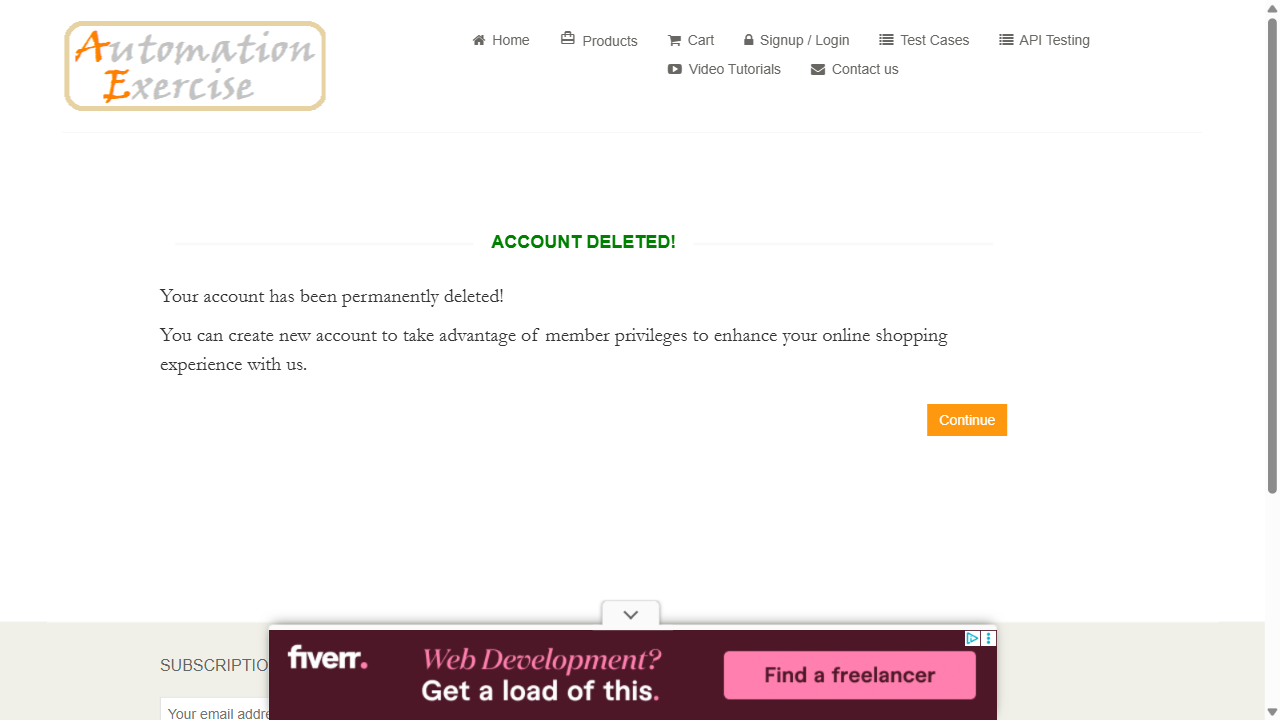 Automation
Exercise
Home
Products
Cart
Signup / Login
Test Cases
API Testing
Video Tutorials
Contact us
ACCOUNT DELETED!
Your account has been permanently deleted!
You can create new account to take advantage of member privileges to enhance your online shopping
experience with us.
Continue
SUBSCRIPTIO
Your email addre
fiverr.
Web Development?
Get a load of this.
Find a freelancer